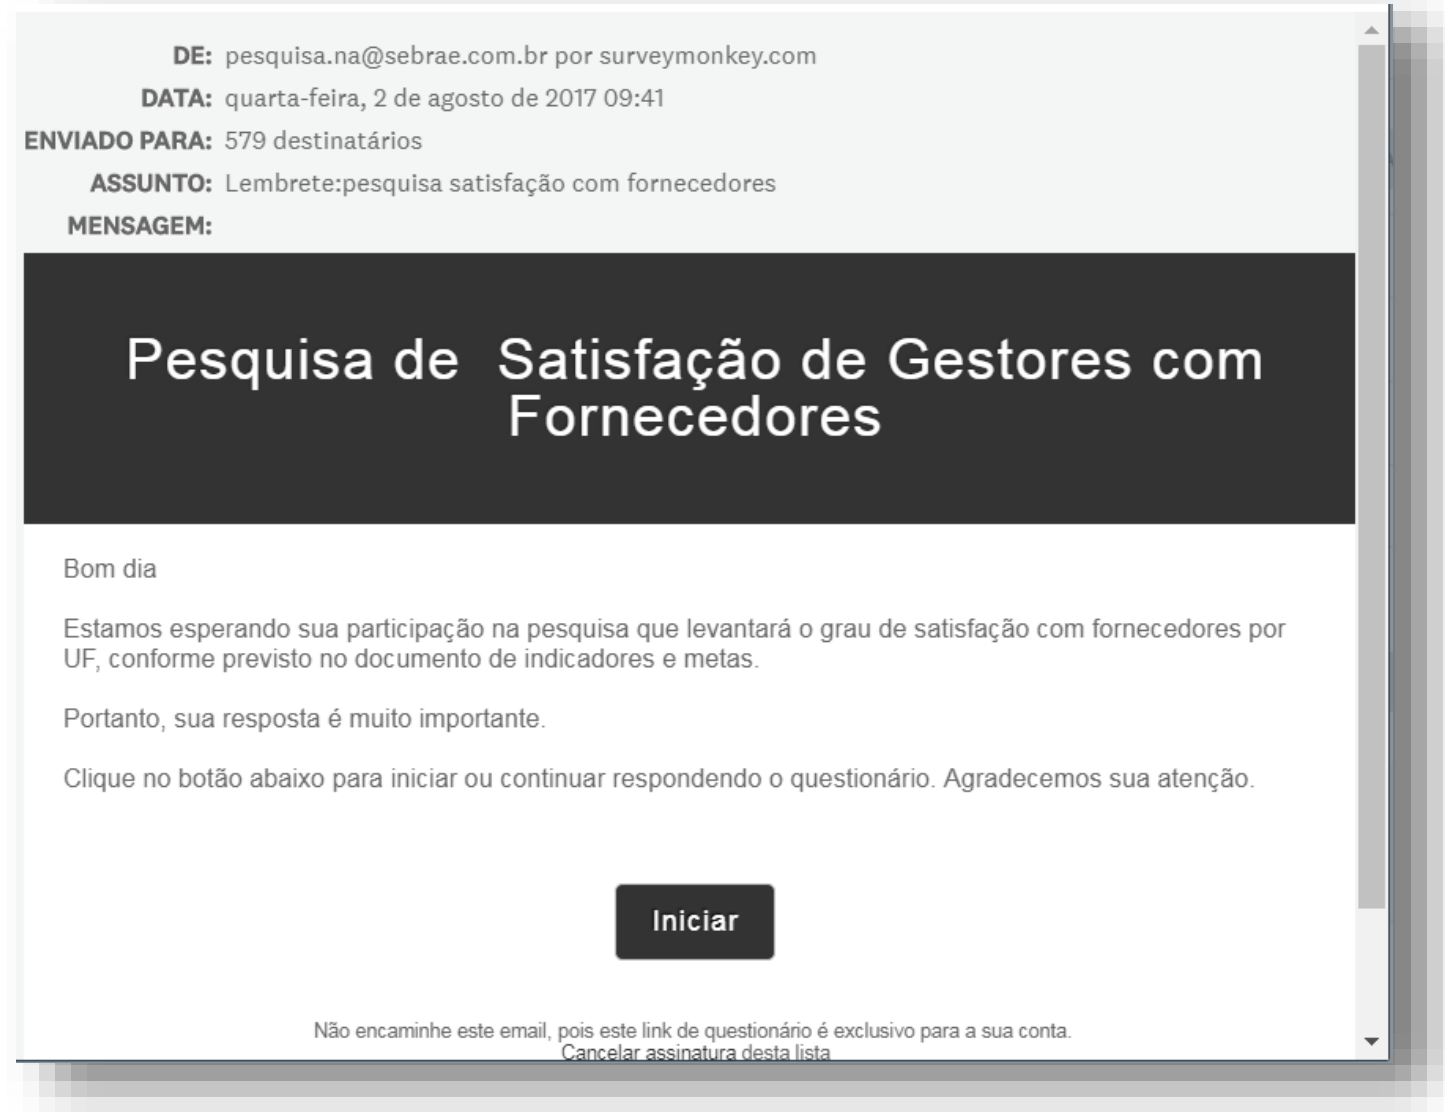 DE: pesquisa.na@sebrae.com.br por surveymonkey.com
DATA: quarta-feira, 2 de agosto de 2017 09:41
ENVIADO PARA: 579 destinatários
ASSUNTO: Lembrete:pesquisa satisfação com fornecedores
MENSAGEM:
Pesquisa de  Satisfação de Gestores com
Fornecedores
Bom dia
Estamos esperando sua participação na pesquisa que levantará o grau de satisfação com fornecedores por
UF, conforme previsto no documento de indicadores e metas.
Portanto, sua resposta é muito importante.
Clique no botão abaixo para iniciar ou continuar respondendo o questionário. Agradecemos sua atenção.
Iniciar
Não encaminhe este email, pois este link de questionário é exclusivo para a sua conta.
Cancelar assinatura desta lista